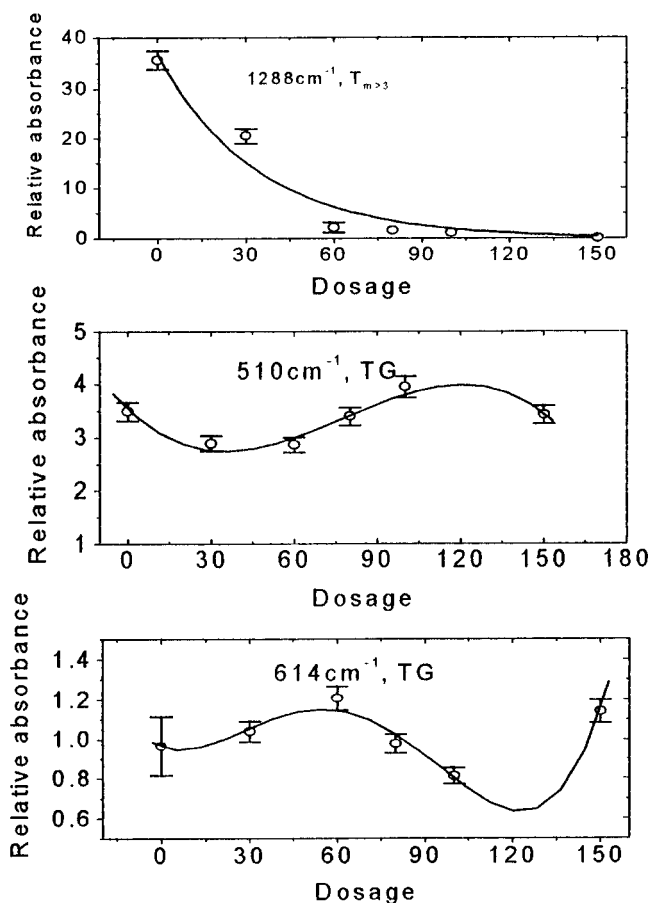 Relative absorbance
40
30
20
10
0
1288cm⁻¹, Tₘ>₃
0 30 60 90 120 150
Dosage
Relative absorbance
5
4
3
2
1
510cm⁻¹, TG
0 30 60 90 120 150 180
Dosage
Relative absorbance
1.4
1.2
1.0
0.8
0.6
614cm⁻¹, TG
0 30 60 90 120 150
Dosage